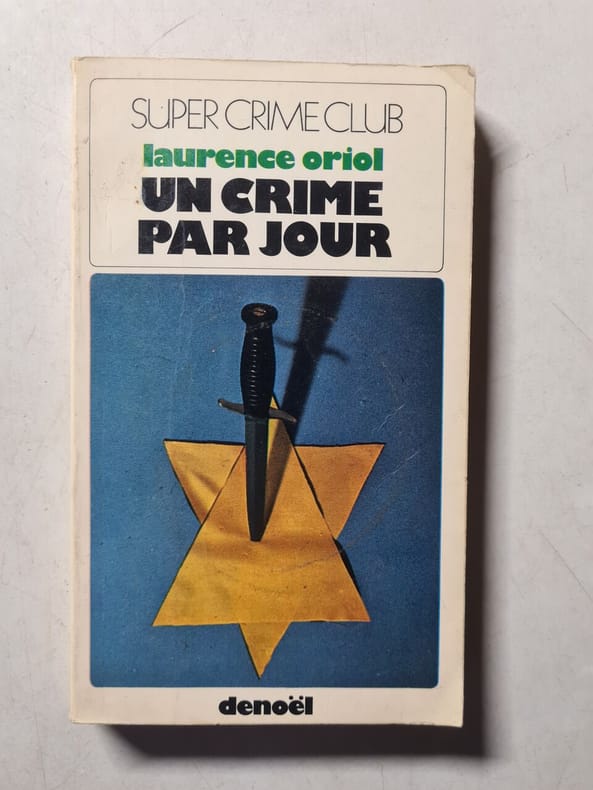 SUPER CRIME CLUB
laurence oriol
UN CRIME
PAR JOUR
denoël